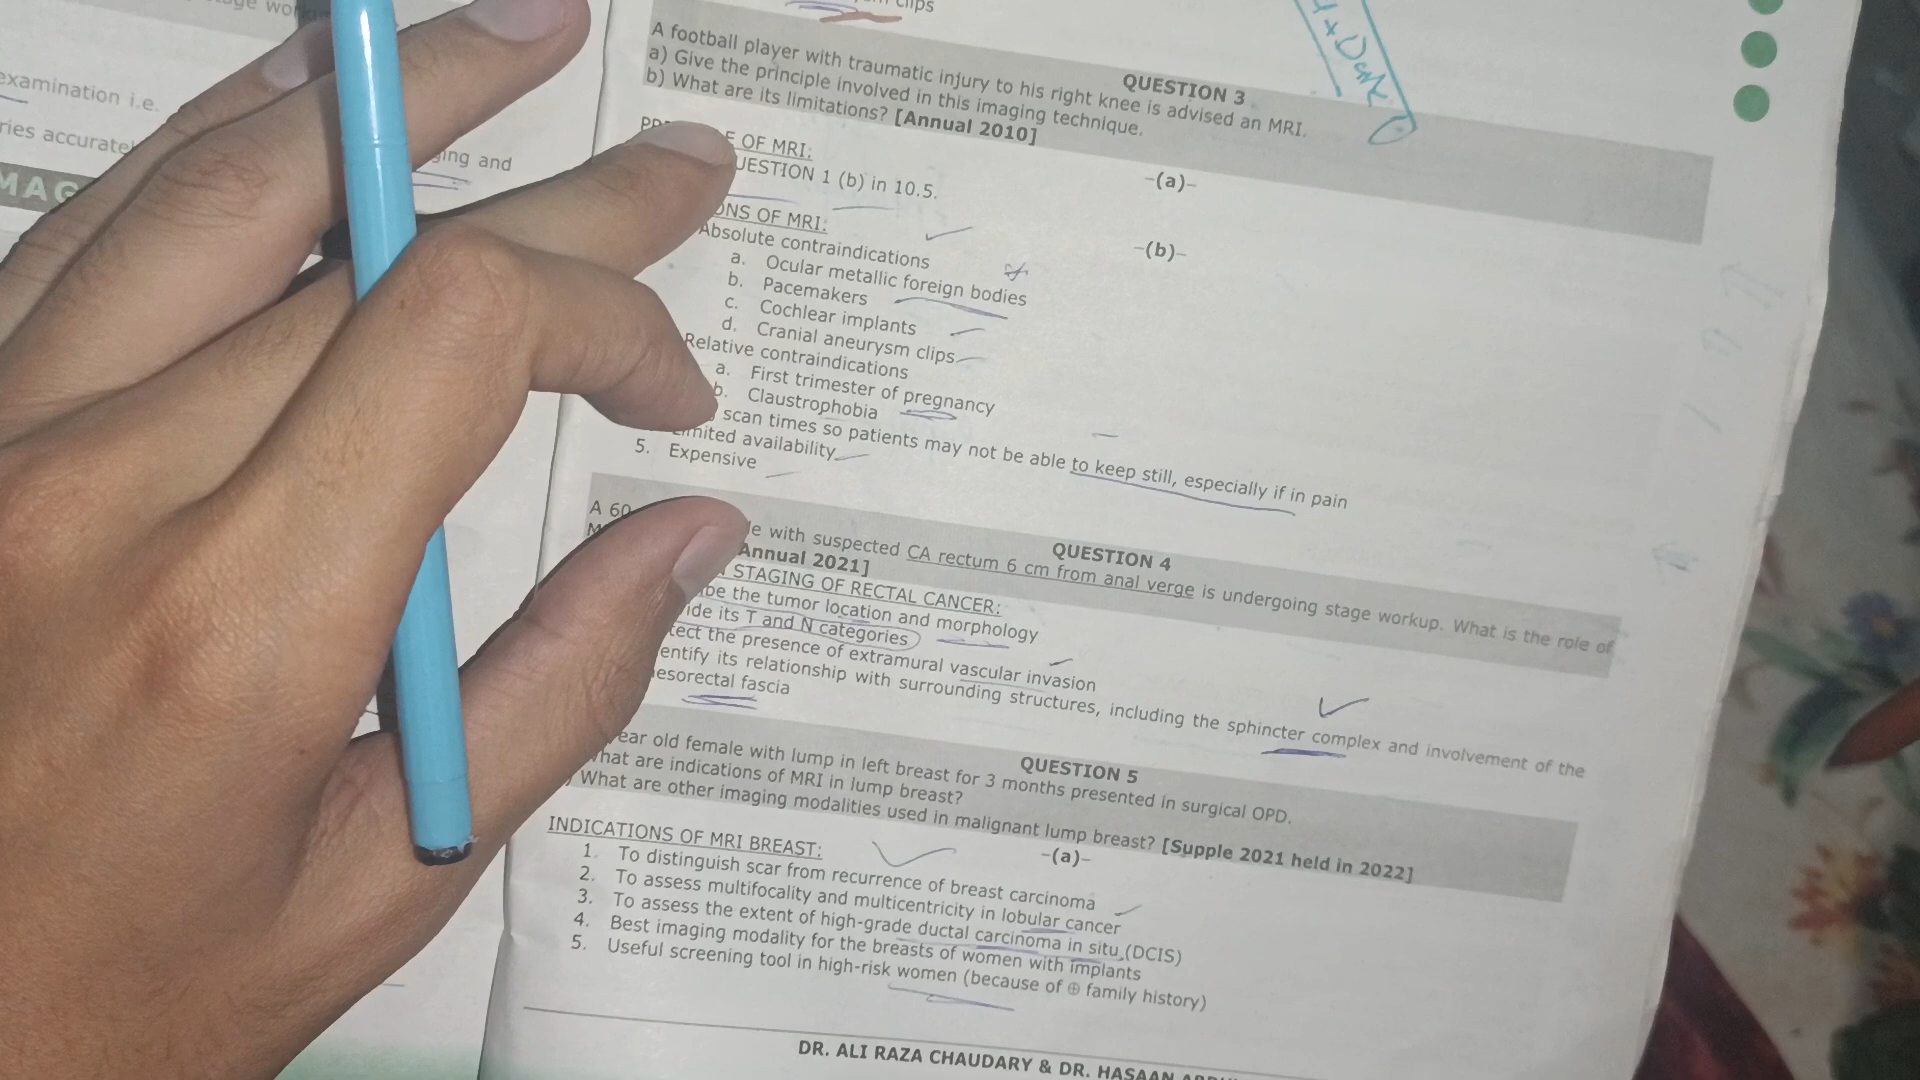 clips
examination i.e.
ging and
QUESTION 3
A football player with traumatic injury to his right knee is advised an MRI.
a) Give the principle involved in this imaging technique.
b) What are its limitations? [Annual 2010]
-(a)-
OF MRI:
QUESTION 1 (b) in 10.5.
-(b)-
ONS OF MRI:
Absolute contraindications
a. Ocular metallic foreign bodies
b. Pacemakers
c. Cochlear implants
d. Cranial aneurysm clips
Relative contraindications
a. First trimester of pregnancy
b. Claustrophobia
scan times so patients may not be able to keep still, especially if in pain
Limited availability
5. Expensive
QUESTION 4
A 60 le with suspected CA rectum 6 cm from anal verge is undergoing stage workup. What is the role of
Annual 2021]
STAGING OF RECTAL CANCER:
be the tumor location and morphology
ide its T and N categories
tect the presence of extramural vascular invasion
entify its relationship with surrounding structures, including the sphincter complex and involvement of the
esorectal fascia
QUESTION 5
ear old female with lump in left breast for 3 months presented in surgical OPD.
What are indications of MRI in lump breast?
) What are other imaging modalities used in malignant lump breast? [Supple 2021 held in 2022]
-(a)-
INDICATIONS OF MRI BREAST:
1. To distinguish scar from recurrence of breast carcinoma
2. To assess multifocality and multicentricity in lobular cancer
3. To assess the extent of high-grade ductal carcinoma in situ (DCIS)
4. Best imaging modality for the breasts of women with implants
5. Useful screening tool in high-risk women (because of ⊕ family history)
DR. ALI RAZA CHAUDARY & DR. HASAAN